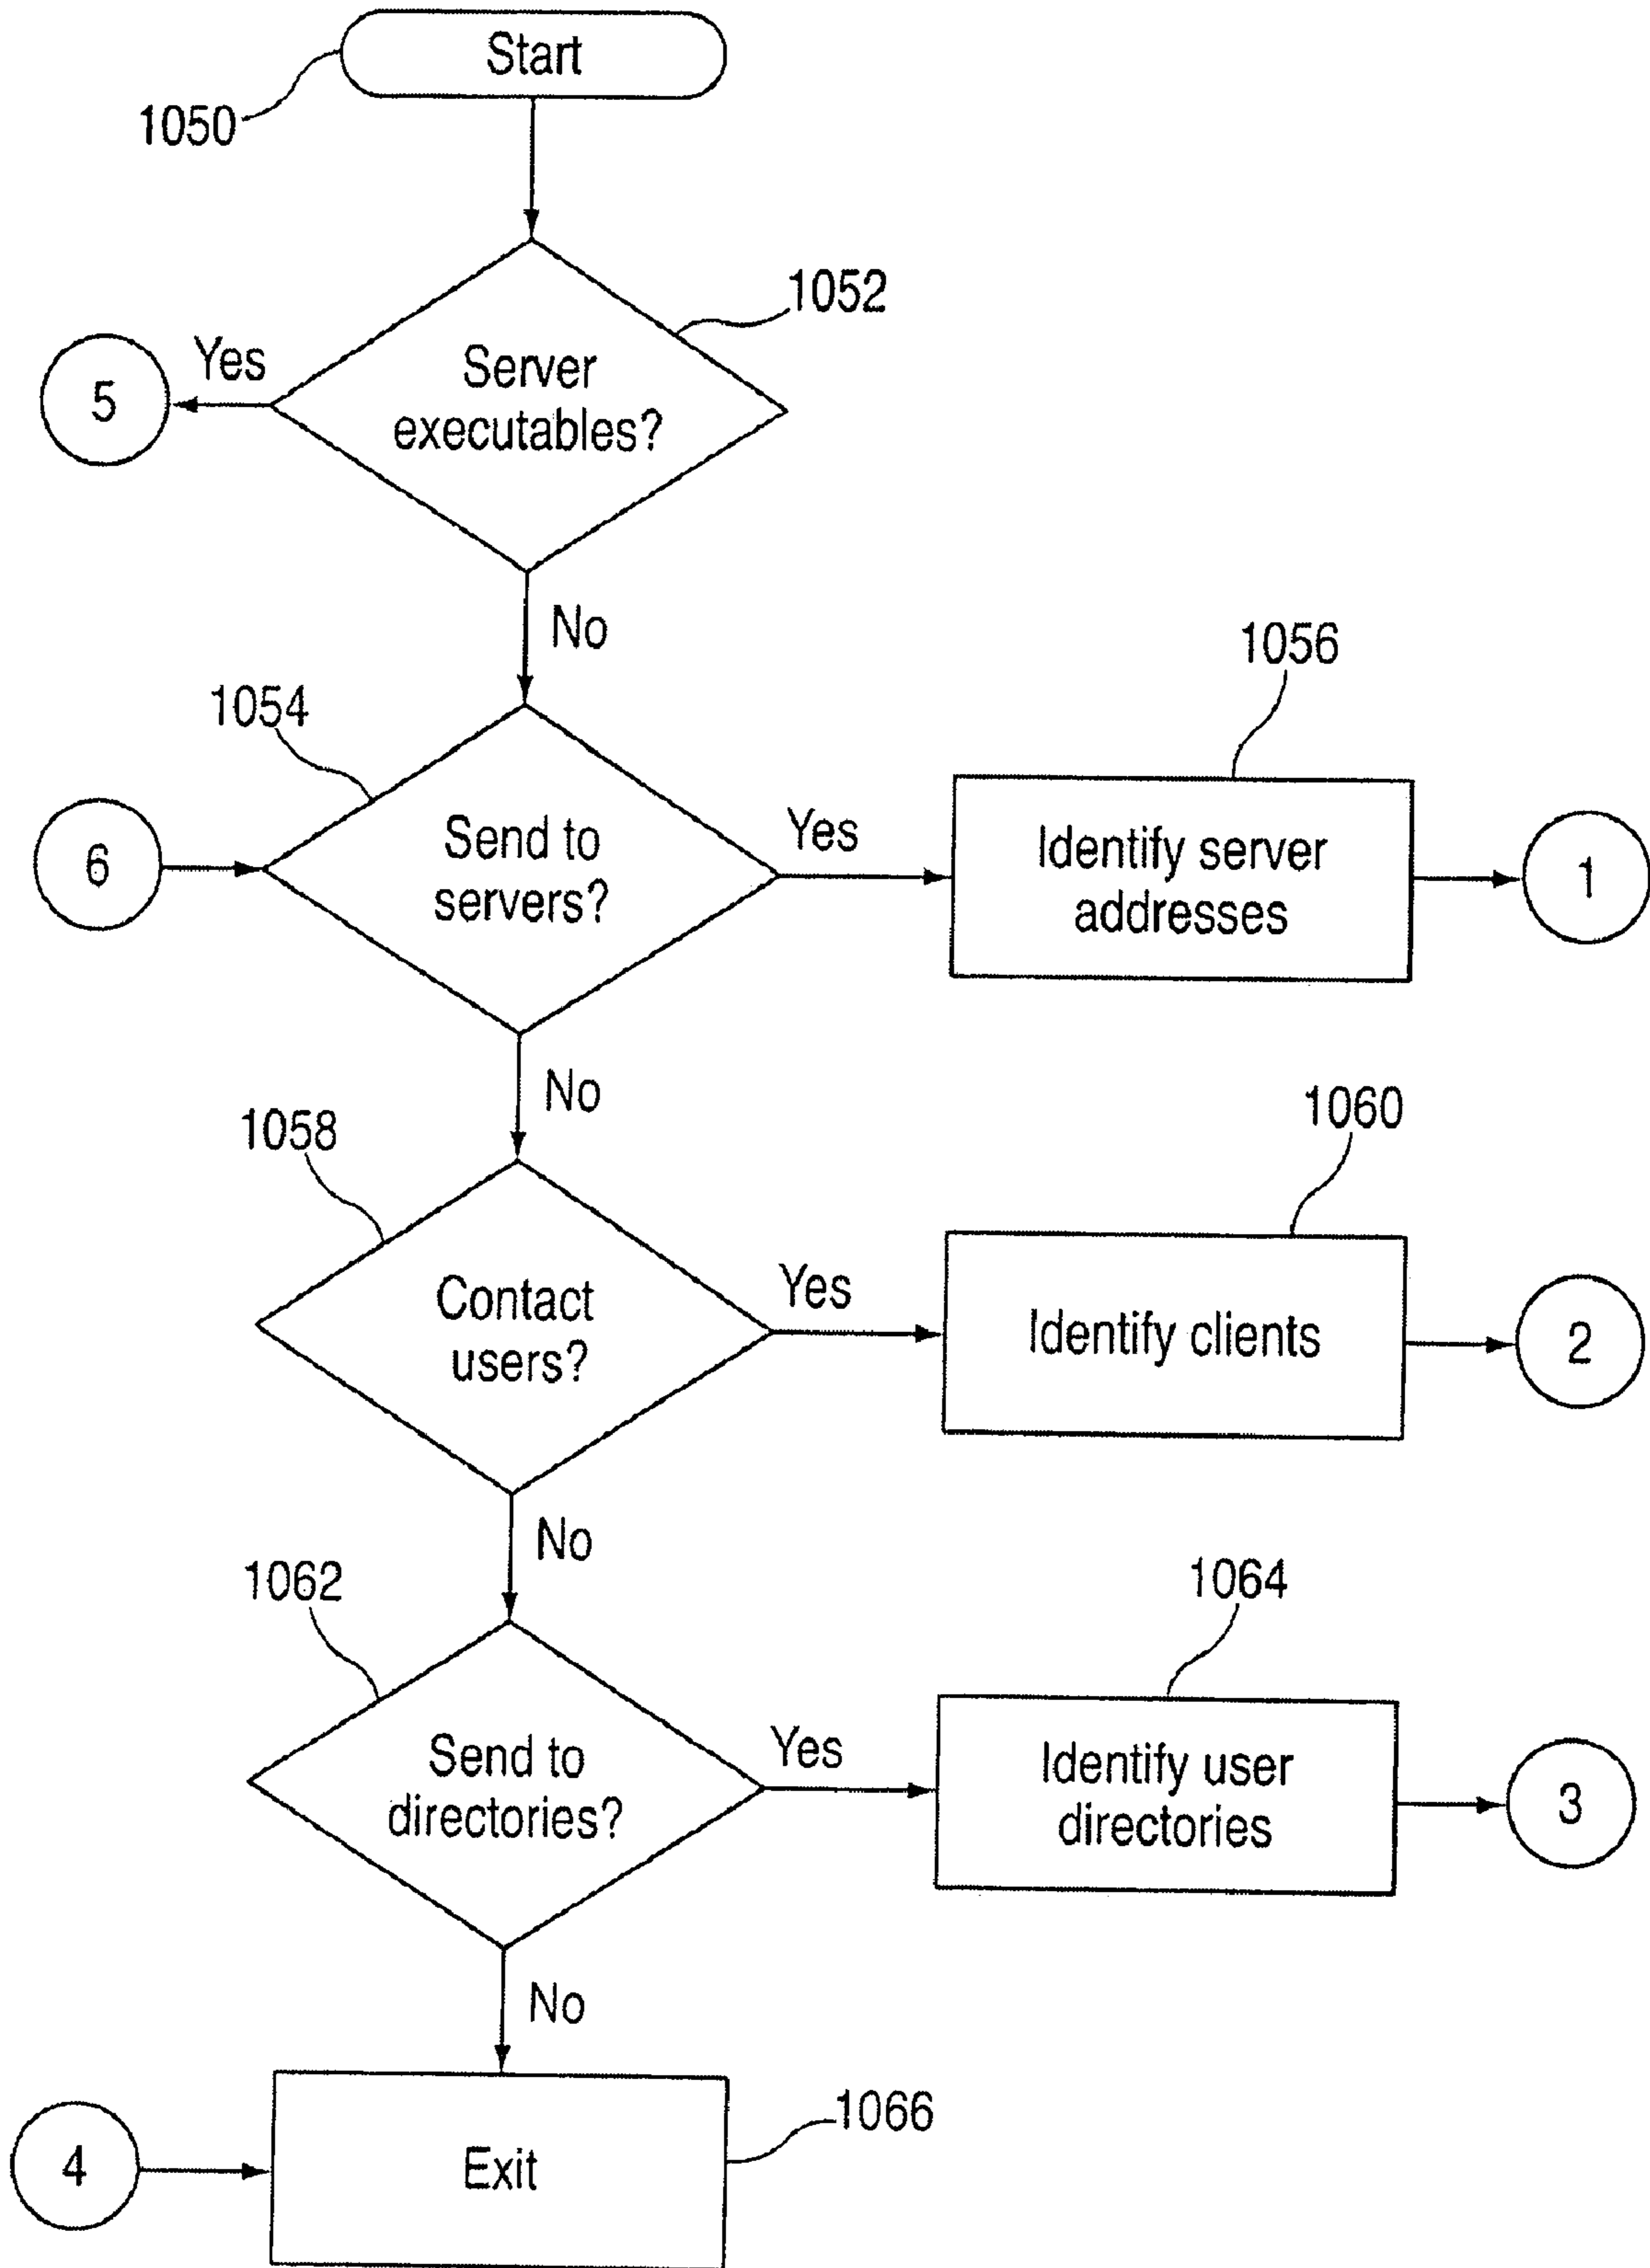 Start
1050
1052
Yes
5
Server
executables?
No
1056
1054
6
Send to
servers?
Yes
Identify server
addresses
1
No
1060
1058
Contact
users?
Yes
Identify clients
2
No
1062
1064
Send to
directories?
Yes
Identify user
directories
3
No
1066
4
Exit